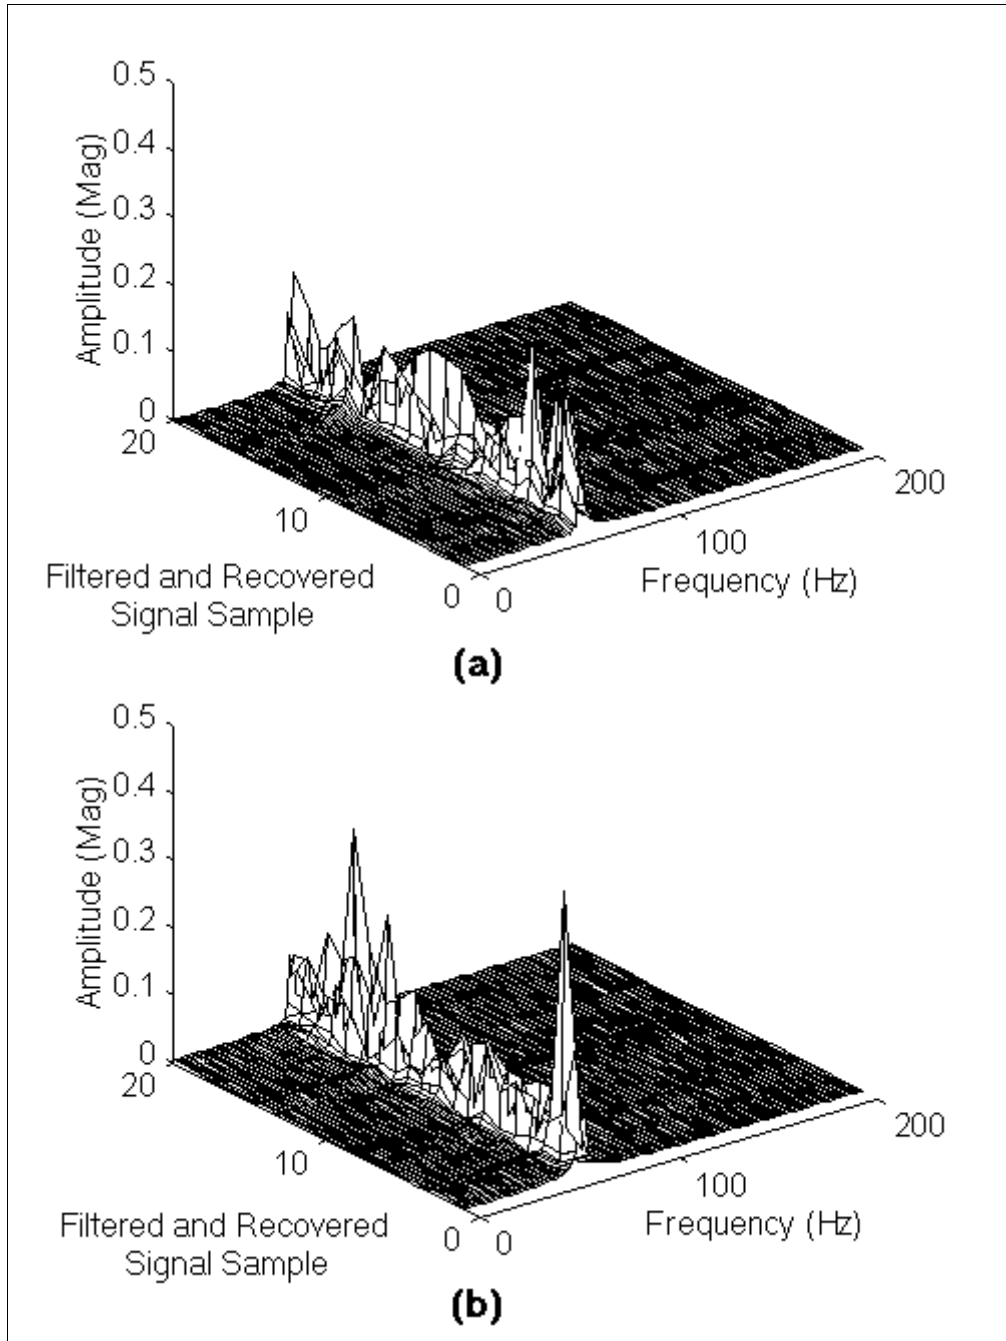 0.5
0.4
0.3
0.2
0.1
0
Amplitude (Mag)
20
10
0
Filtered and Recovered
Signal Sample
0
100
200
Frequency (Hz)
(a)
0.5
0.4
0.3
0.2
0.1
0
Amplitude (Mag)
20
10
0
Filtered and Recovered
Signal Sample
0
100
200
Frequency (Hz)
(b)